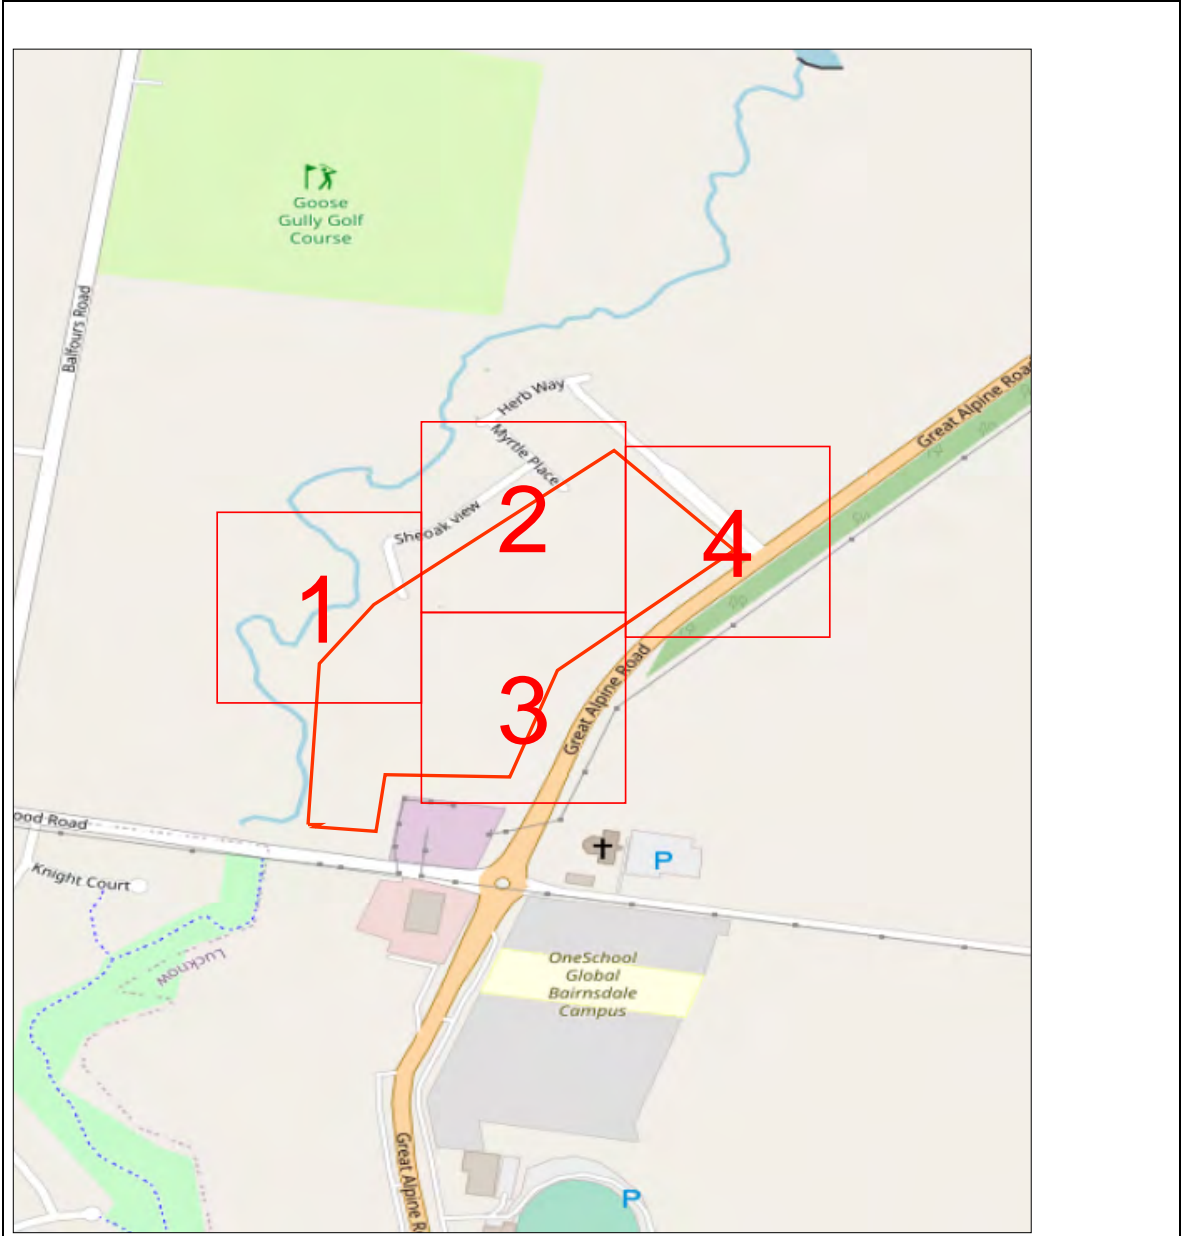 Goose
Gully Golf
Course
Balfours Road
Herb Way
Myrtle Place
Great Alpine Road
Sheoak view
2
4
1
3
Great Alpine Road
ood Road
Knight Court
P
Lucknow
OneSchool
Global
Bairnsdale
Campus
Great Alpine R
P